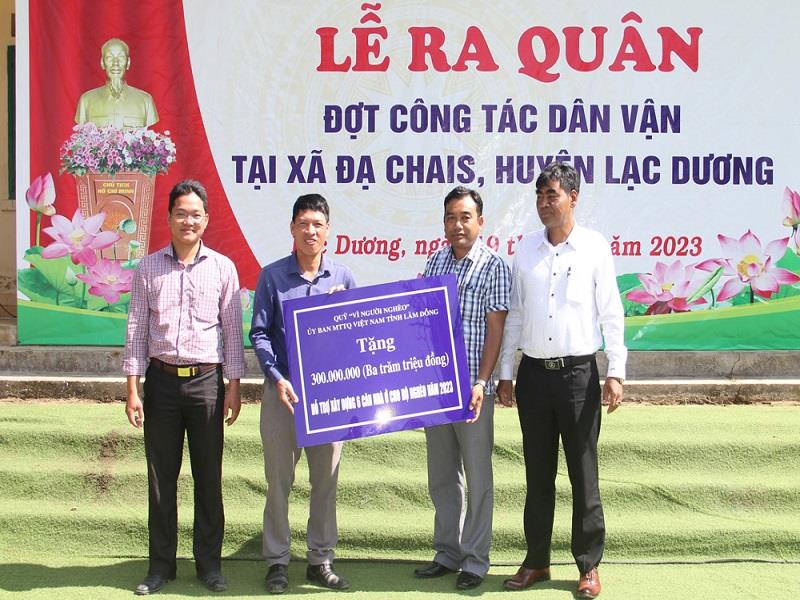 LỄ RA QUÂN
ĐỢT CÔNG TÁC DÂN VẬN
TẠI XÃ ĐẠ CHAIS, HUYỆN LẠC DƯƠNG
Dương, ngày 19 năm 2023
CHỦ TỊCH
HỒ CHÍ MINH
QUỸ "VÌ NGƯỜI NGHÈO"
ỦY BAN MTTQ VIỆT NAM TỈNH LÂM ĐỒNG
Tặng
300.000.000 (Ba trăm triệu đồng)
HỖ TRỢ XÂY DỰNG 6 CĂN NHÀ Ở CHO HỘ NGHÈO NĂM 2023